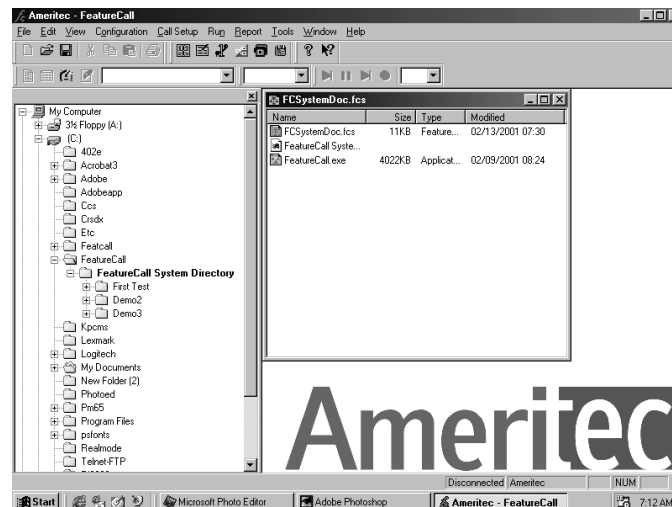 Ameritec - FeatureCall
File Edit View Configuration Call Setup Run Report Tools Window Help
My Computer
3½ Floppy (A:)
(C:)
402e
Acrobat3
Adobe
Adobeapp
Ccs
Crsdx
Etc
Featcall
FeatureCall
FeatureCall System Directory
First Test
Demo2
Demo3
Kpcms
Lexmark
Logitech
My Documents
New Folder (2)
Photoed
Pm65
Program Files
psfonts
Realmode
Telnet-FTP
FCSystemDoc.fcs
Name Size Type Modified
FCSystemDoc.fcs 11KB Feature... 02/13/2001 07:30
FeatureCall Syste...
FeatureCall.exe 4022KB Applicat... 02/09/2001 08:24
Ameritec
Disconnected Ameritec NUM
Start Microsoft Photo Editor Adobe Photoshop Ameritec - FeatureCall 7:12 AM